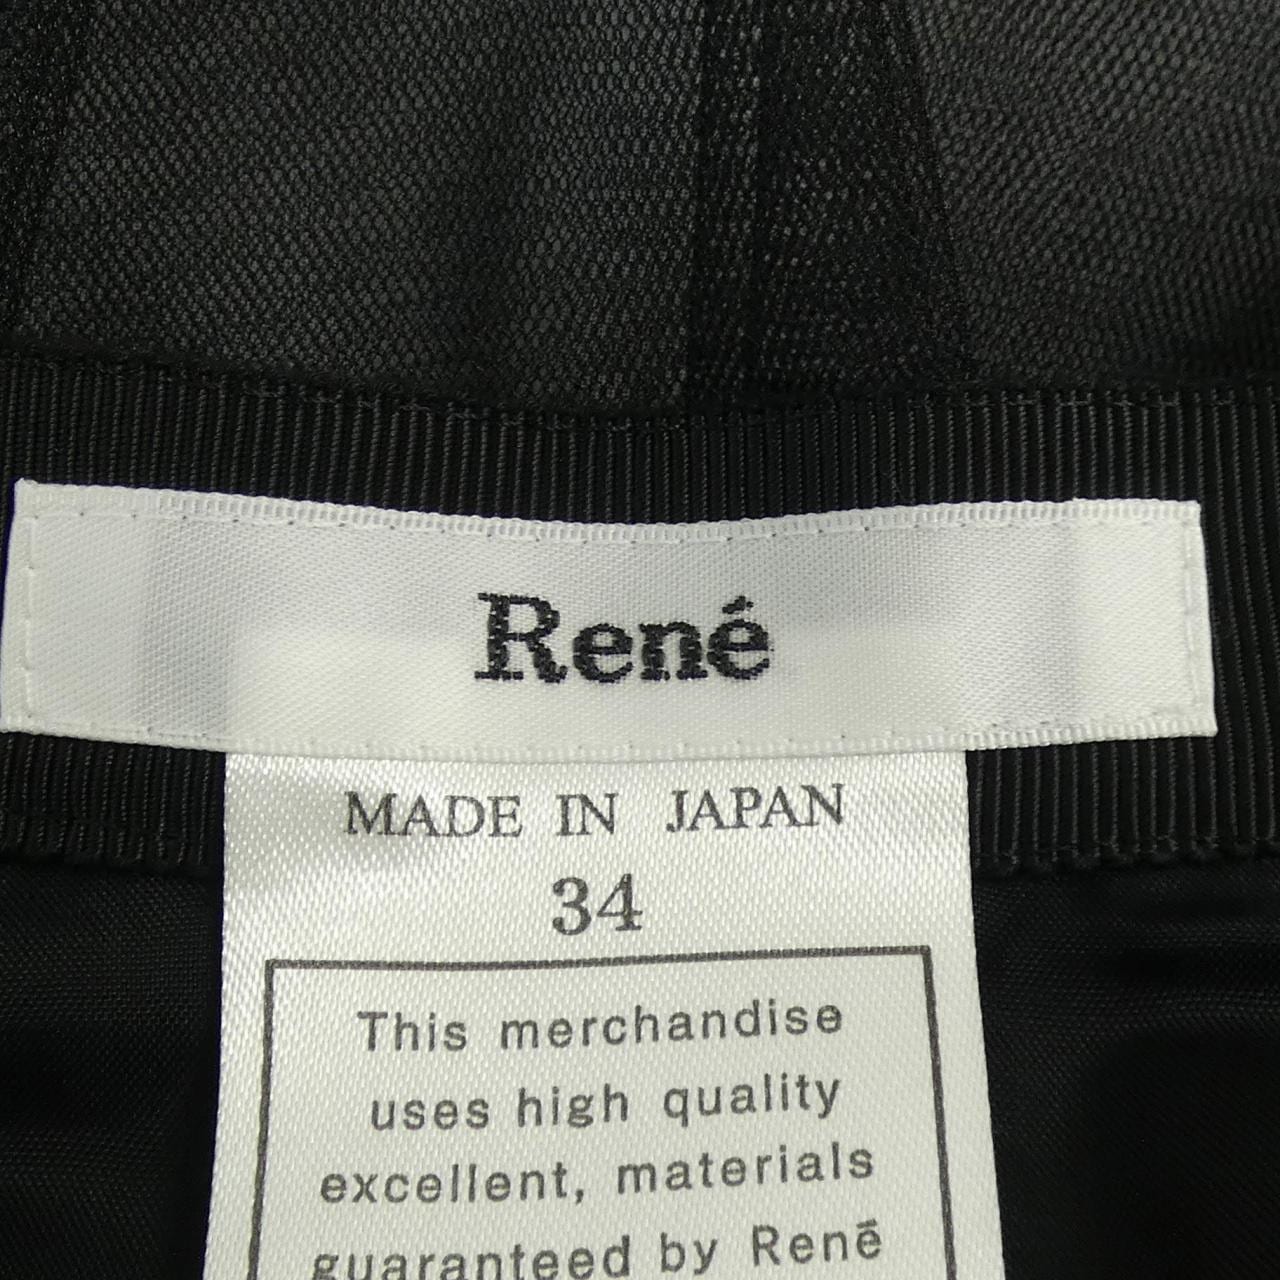 René
MADE IN JAPAN
34
This merchandise
uses high quality
excellent, materials
guaranteed by Renē